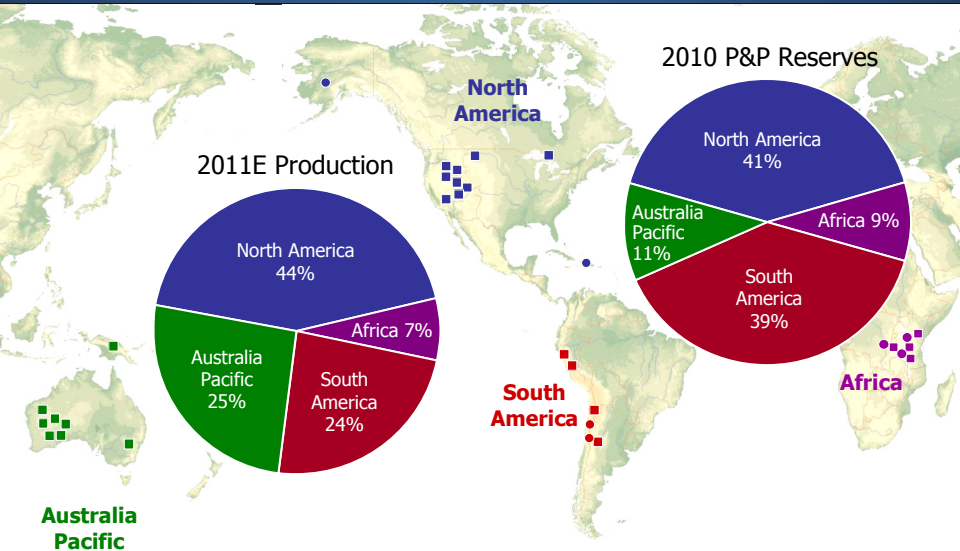 2010 P&P Reserves
North
America
North America
41%
Australia
Pacific
11%
Africa 9%
South
America
39%
2011E Production
North America
44%
Africa 7%
Australia
Pacific
25%
South
America
24%
South
America
Africa
Australia
Pacific